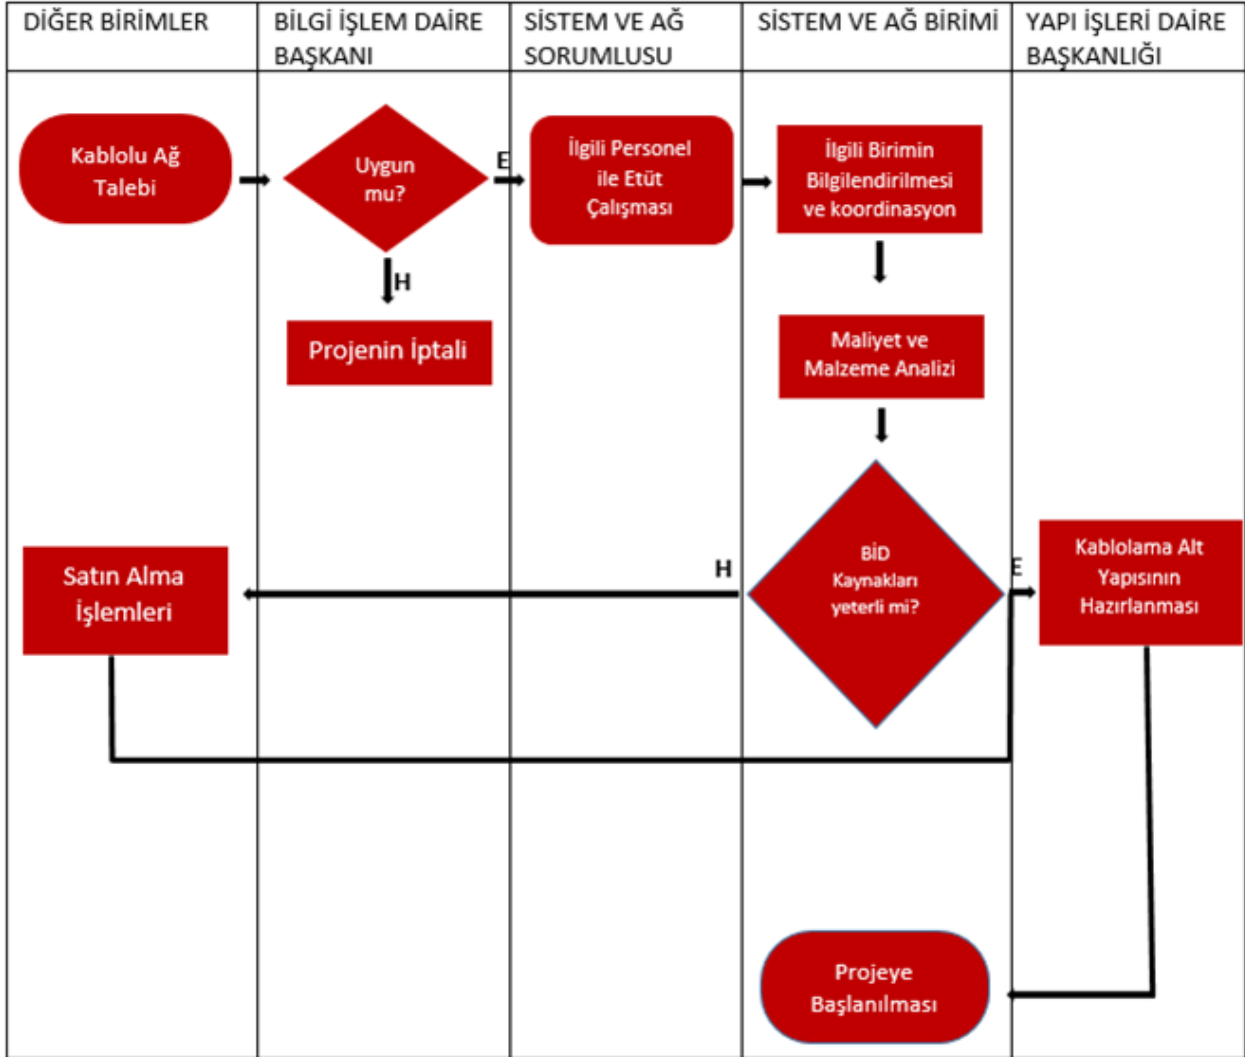 DİĞER BİRİMLER
BİLGİ İŞLEM DAİRE
BAŞKANI
SİSTEM VE AĞ
SORUMLUSU
SİSTEM VE AĞ BİRİMİ
YAPI İŞLERİ DAİRE
BAŞKANLIĞI
Kablolu Ağ
Talebi
Uygun
mu?
E
İlgili Personel
ile Etüt
Çalışması
İlgili Birimin
Bilgilendirilmesi
ve koordinasyon
H
Projenin İptali
Maliyet ve
Malzeme Analizi
Satın Alma
İşlemleri
H
BİD
Kaynakları
yeterli mi?
E
Kablolama Alt
Yapısının
Hazırlanması
Projeye
Başlanılması